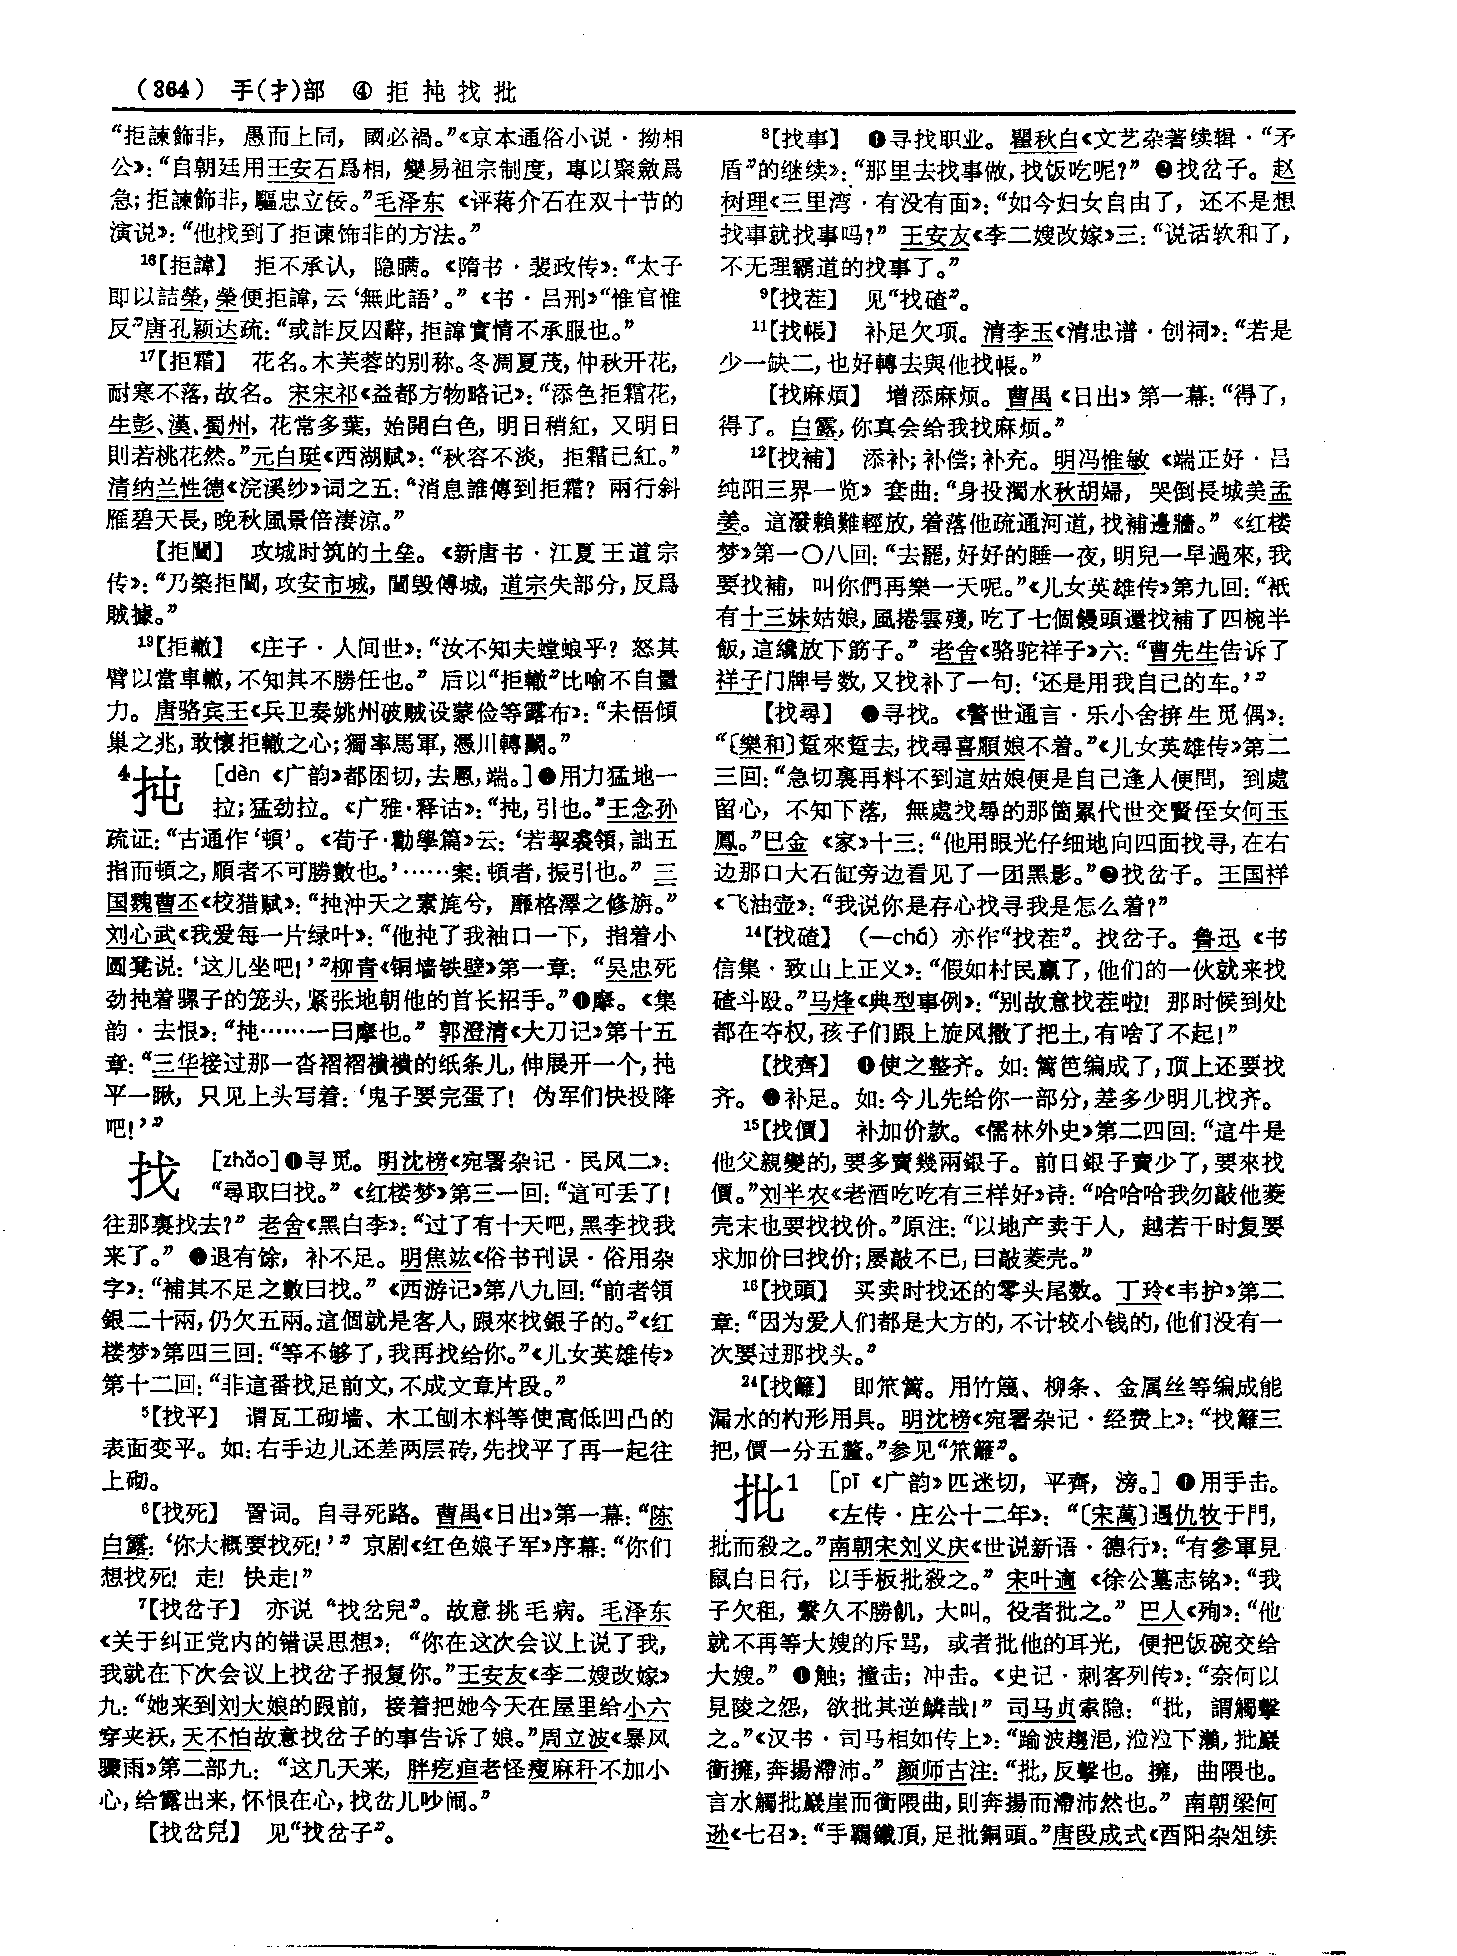 （364） 手(扌)部 ④ 拒 扽 找 批
“拒諫飾非，愚而上同，國必禍。”《京本通俗小说·拗相
公》：“自朝廷用王安石爲相，變易祖宗制度，專以聚斂爲
急；拒諫飾非，驅忠立佞。”毛泽东《评蒋介石在双十节的
演说》：“他找到了拒谏饰非的方法。”
16【拒諱】 拒不承认，隐瞒。《隋书·裴政传》：“太子
即以詰榮，榮便拒諱，云‘無此語’。”《书·吕刑》“惟官惟
反”唐孔颖达疏：“或詐反囚辭，拒諱實情不承服也。”
17【拒霜】 花名。木芙蓉的别称。冬凋夏茂，仲秋开花，
耐寒不落，故名。宋宋祁《益都方物略记》：“添色拒霜花，
生彭、漢、蜀州，花常多葉，始開白色，明日稍紅，又明日
則若桃花然。”元白珽《西湖赋》：“秋容不淡，拒霜已紅。”
清纳兰性德《浣溪纱》词之五：“消息誰傳到拒霜？兩行斜
雁碧天長，晚秋風景倍淒涼。”
【拒闉】 攻城时筑的土垒。《新唐书·江夏王道宗
传》：“乃築拒闉，攻安市城，闉毁傅城，道宗失部分，反爲
賊據。”
19【拒轍】 《庄子·人间世》：“汝不知夫螳蜋乎？怒其
臂以當車轍，不知其不勝任也。”后以“拒轍”比喻不自量
力。唐骆宾王《兵卫奏姚州破贼设蒙俭等露布》：“未悟傾
巢之兆，敢懷拒轍之心；獨率馬軍，憑川轉鬭。”
4扽 [dèn《广韵》都困切，去慁，端。]❶用力猛地一
拉；猛劲拉。《广雅·释诂》：“扽，引也。”王念孙
疏证：“古通作‘頓’。《荀子·勸學篇》云：‘若挈裘領，詘五
指而頓之，順者不可勝數也。’……案：頓者，振引也。”三
国魏曹丕《校猎赋》：“扽沖天之素旄兮，靡格澤之修旃。”
刘心武《我爱每一片绿叶》：“他扽了我袖口一下，指着小
圆凳说：‘这儿坐吧！’”柳青《铜墙铁壁》第一章：“吴忠死
劲扽着骡子的笼头，紧张地朝他的首长招手。”❷摩。《集
韵·去恨》：“扽……一曰摩也。”郭澄清《大刀记》第十五
章：“三华接过那一沓褶褶襀襀的纸条儿，伸展开一个，扽
平一瞅，只见上头写着：‘鬼子要完蛋了！伪军们快投降
吧！’”
找 [zhǎo]❶寻觅。明沈榜《宛署杂记·民风二》：
“尋取曰找。”《红楼梦》第三一回：“這可丢了！
往那裏找去？”老舍《黑白李》：“过了有十天吧，黑李找我
来了。”❷退有馀，补不足。明焦竑《俗书刊误·俗用杂
字》：“補其不足之數曰找。”《西游记》第八九回：“前者領
銀二十兩，仍欠五兩。這個就是客人，跟來找銀子的。”《红
楼梦》第四三回：“等不够了，我再找给你。”《儿女英雄传》
第十二回：“非這番找足前文，不成文章片段。”
5【找平】 谓瓦工砌墙、木工刨木料等使高低凹凸的
表面变平。如：右手边儿还差两层砖，先找平了再一起往
上砌。
6【找死】 詈词。自寻死路。曹禺《日出》第一幕：“陈
白露：‘你大概要找死！’”京剧《红色娘子军》序幕：“你们
想找死！走！快走！”
7【找岔子】 亦说“找岔兒”。故意挑毛病。毛泽东
《关于纠正党内的错误思想》：“你在这次会议上说了我，
我就在下次会议上找岔子报复你。”王安友《李二嫂改嫁》
九：“她来到刘大娘的跟前，接着把她今天在屋里给小六
穿夹袄，天不怕故意找岔子的事告诉了娘。”周立波《暴风
骤雨》第二部九：“这几天来，胖疙疸老怪瘦麻秆不加小
心，给露出来，怀恨在心，找岔儿吵闹。”
【找岔兒】 见“找岔子”。
8【找事】 ❶寻找职业。瞿秋白《文艺杂著续辑·“矛
盾”的继续》：“那里去找事做，找饭吃呢？”❷找岔子。赵
树理《三里湾·有没有面》：“如今妇女自由了，还不是想
找事就找事吗？”王安友《李二嫂改嫁》三：“说话软和了，
不无理霸道的找事了。”
9【找茬】 见“找碴”。
11【找帳】 补足欠项。清李玉《清忠谱·创祠》：“若是
少一缺二，也好轉去與他找帳。”
【找麻煩】 增添麻烦。曹禺《日出》第一幕：“得了，
得了。白露，你真会给我找麻烦。”
12【找補】 添补；补偿；补充。明冯惟敏《端正好·吕
纯阳三界一览》套曲：“身投濁水秋胡婦，哭倒長城美孟
姜。這潑賴難輕放，着落他疏通河道，找補邊牆。”《红楼
梦》第一〇八回：“去罷，好好的睡一夜，明兒一早過來，我
要找補，叫你們再樂一天呢。”《儿女英雄传》第九回：“衹
有十三妹姑娘，風捲雲殘，吃了七個饅頭還找補了四椀半
飯，這纔放下筯子。”老舍《骆驼祥子》六：“曹先生告诉了
祥子门牌号数，又找补了一句：‘还是用我自己的车。’”
【找尋】 ❶寻找。《警世通言·乐小舍拚生觅偶》：
“〔樂和〕踅來踅去，找尋喜順娘不着。”《儿女英雄传》第二
三回：“急切裏再料不到這姑娘便是自己逢人便問，到處
留心，不知下落，無處找尋的那箇累代世交賢侄女何玉
鳳。”巴金《家》十三：“他用眼光仔细地向四面找寻，在右
边那口大石缸旁边看见了一团黑影。”❷找岔子。王国祥
《飞油壶》：“我说你是存心找寻我是怎么着？”
14【找碴】 （—chá）亦作“找茬”。找岔子。鲁迅《书
信集·致山上正义》：“假如村民赢了，他们的一伙就来找
碴斗殴。”马烽《典型事例》：“别故意找茬啦！那时候到处
都在夺权，孩子们跟上旋风撒了把土，有啥了不起！”
【找齊】 ❶使之整齐。如：篱笆编成了，顶上还要找
齐。❷补足。如：今儿先给你一部分，差多少明儿找齐。
15【找價】 补加价款。《儒林外史》第二四回：“這牛是
他父親變的，要多賣幾兩銀子。前日銀子賣少了，要來找
價。”刘半农《老酒吃吃有三样好》诗：“哈哈哈我勿敲他菱
壳末也要找找价。”原注：“以地产卖于人，越若干时复要
求加价曰找价；屡敲不已，曰敲菱壳。”
16【找頭】 买卖时找还的零头尾数。丁玲《韦护》第二
章：“因为爱人们都是大方的，不计较小钱的，他们没有一
次要过那找头。”
24【找籬】 即笊篱。用竹篾、柳条、金属丝等编成能
漏水的杓形用具。明沈榜《宛署杂记·经费上》：“找籬三
把，價一分五釐。”参见“笊籬”。
批1 [pī《广韵》匹迷切，平齊，滂。]❶用手击。
《左传·庄公十二年》：“〔宋萬〕遇仇牧于門，
批而殺之。”南朝宋刘义庆《世说新语·德行》：“有參軍見
鼠白日行，以手板批殺之。”宋叶適《徐公墓志铭》：“我
子欠租，繫久不勝飢，大叫。役者批之。”巴人《殉》：“他
就不再等大嫂的斥骂，或者批他的耳光，便把饭碗交给
大嫂。”❷触；撞击；冲击。《史记·刺客列传》：“奈何以
見陵之怨，欲批其逆鱗哉！”司马贞索隐：“批，謂觸擊
之。”《汉书·司马相如传上》：“踰波趨浥，涖涖下瀨，批巖
衝擁，奔揚滯沛。”颜师古注：“批，反擊也。擁，曲隈也。
言水觸批巖崖而衝隈曲，則奔揚而滯沛然也。”南朝梁何
逊《七召》：“手羈鐵頂，足批銅頭。”唐段成式《酉阳杂俎续